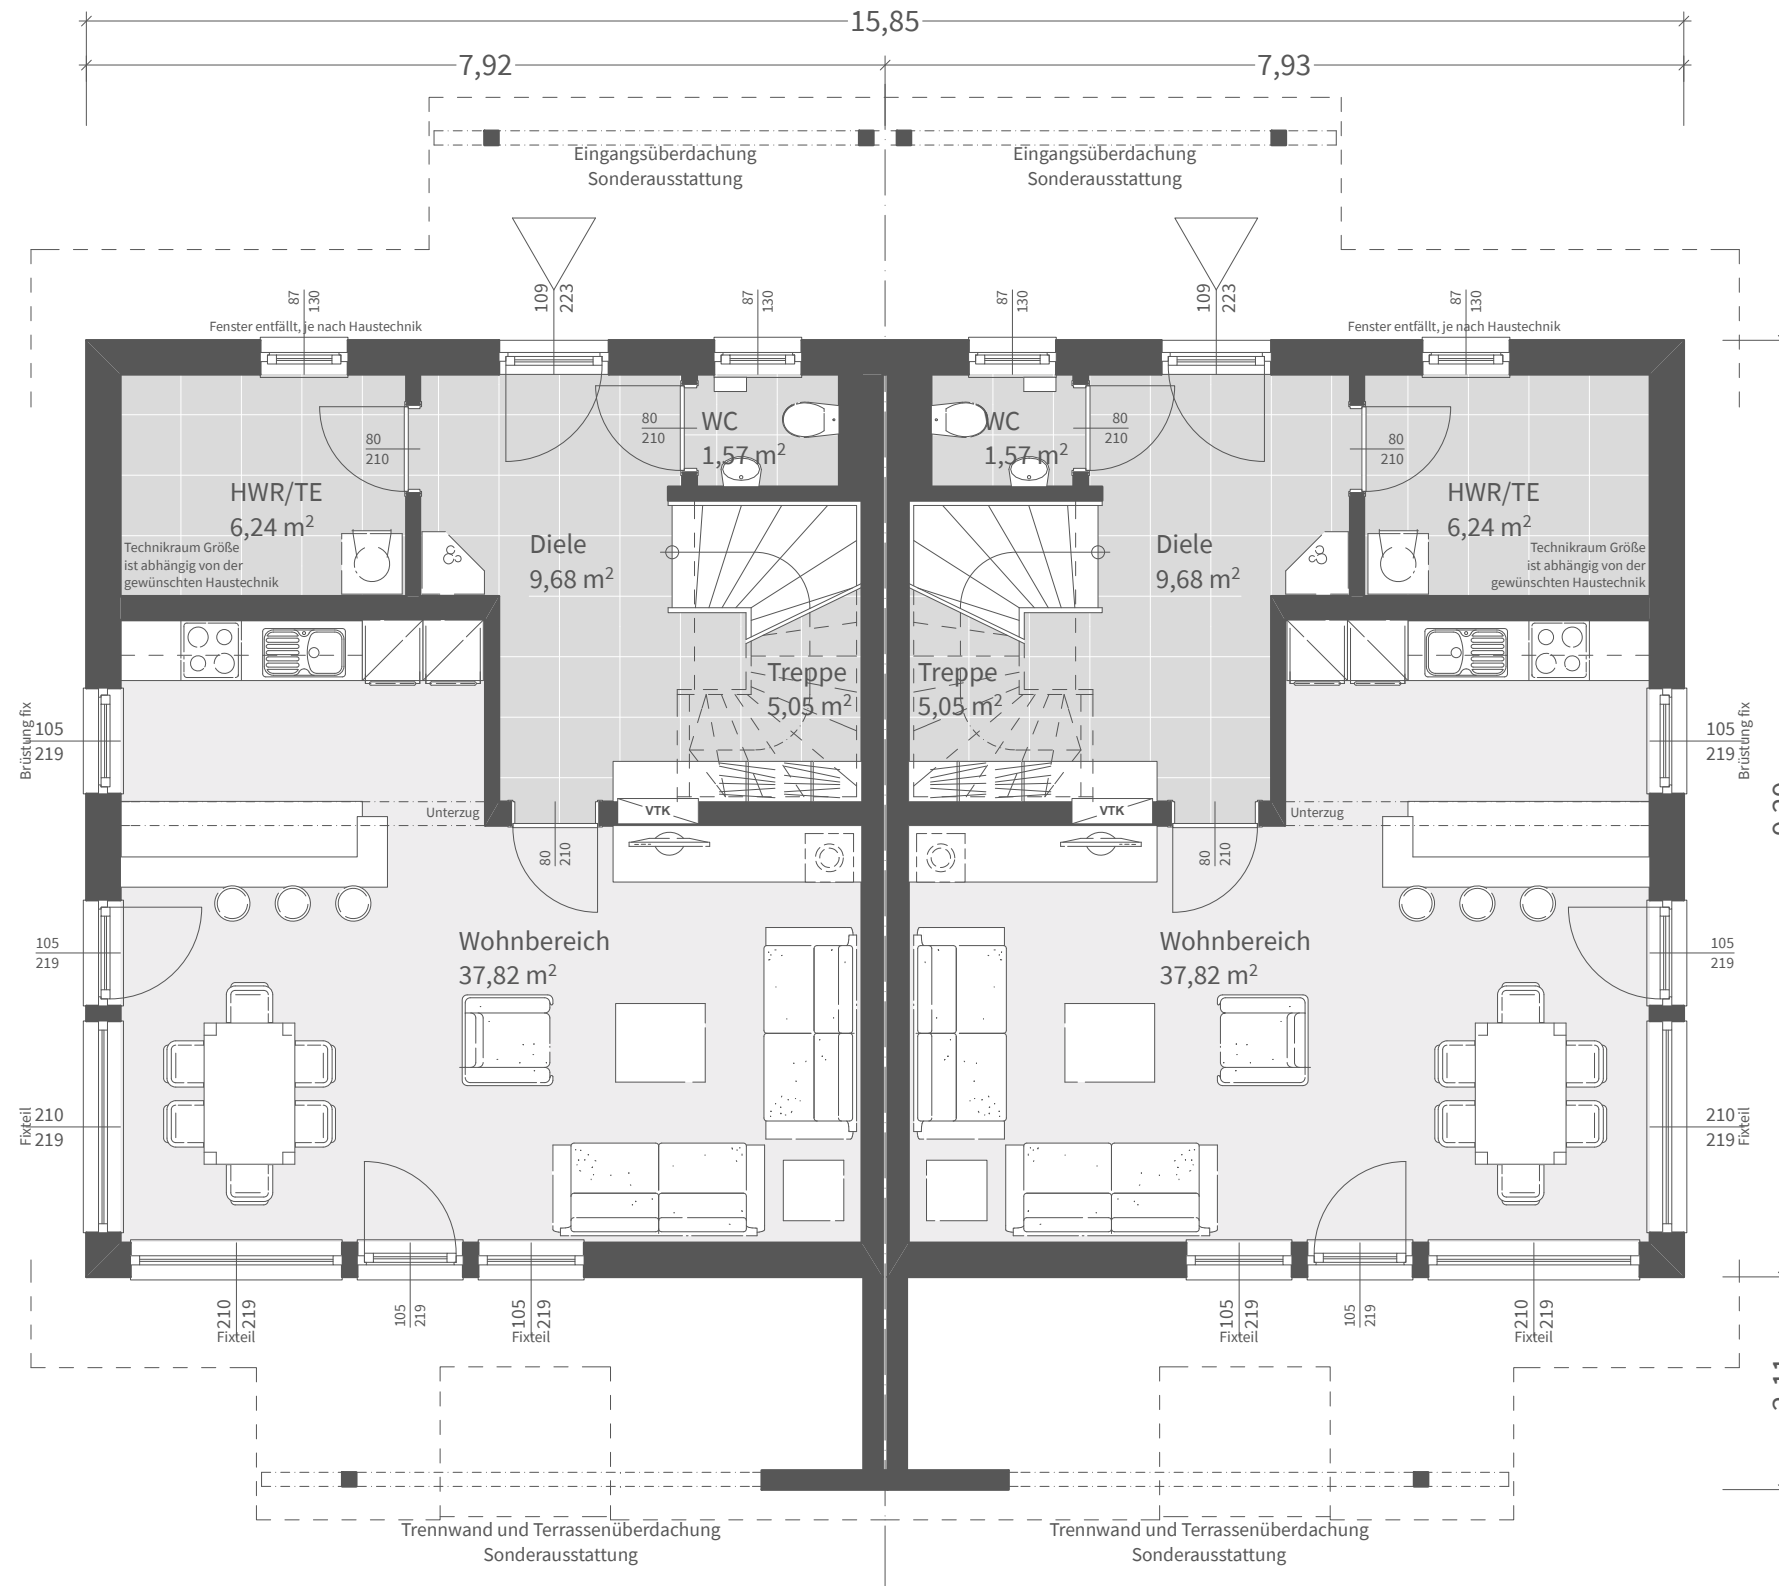 15,85
7,92
7,93
Eingangsüberdachung
Sonderausstattung
Eingangsüberdachung
Sonderausstattung
87
130
109
223
87
130
87
130
109
223
87
130
Fenster entfällt, je nach Haustechnik
Fenster entfällt, je nach Haustechnik
80
210
WC
1,57 m²
80
210
HWR/TE
6,24 m²
Technikraum Größe
ist abhängig von der
gewünschten Haustechnik
Diele
9,68 m²
WC
1,57 m²
80
210
80
210
HWR/TE
6,24 m²
Technikraum Größe
ist abhängig von der
gewünschten Haustechnik
Diele
9,68 m²
Treppe
5,05 m²
Treppe
5,05 m²
Brüstung fix
105
219
105
219
Brüstung fix
Unterzug
VTK
VTK
Unterzug
80
210
80
210
Wohnbereich
37,82 m²
Wohnbereich
37,82 m²
105
219
105
219
Fixteil
210
219
210
219
Fixteil
210
219
Fixteil
105
219
105
219
Fixteil
105
219
Fixteil
105
219
210
219
Fixteil
Trennwand und Terrassenüberdachung
Sonderausstattung
Trennwand und Terrassenüberdachung
Sonderausstattung